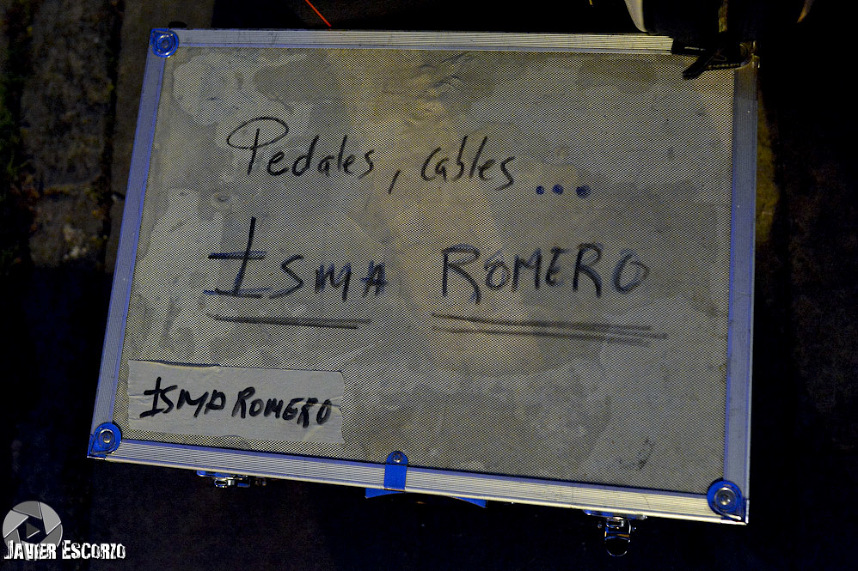 Pedales, cables...
ISMA ROMERO
ISMA ROMERO
JAVIER ESCORZO